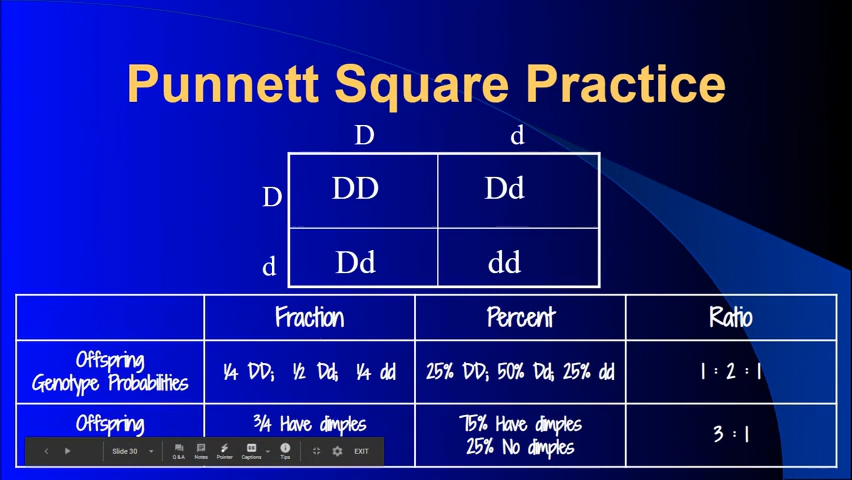 Punnett Square Practice
D d
D DD Dd
d Dd dd
Fraction Percent Ratio
Offspring
Genotype Probabilities
¼ DD; ½ Dd; ¼ dd 25% DD; 50% Dd; 25% dd 1 : 2 : 1
Offspring
¾ Have dimples
75% Have dimples
25% No dimples
3 : 1
Slide 30
Q&A Notes Pointer Captions Tips
EXIT